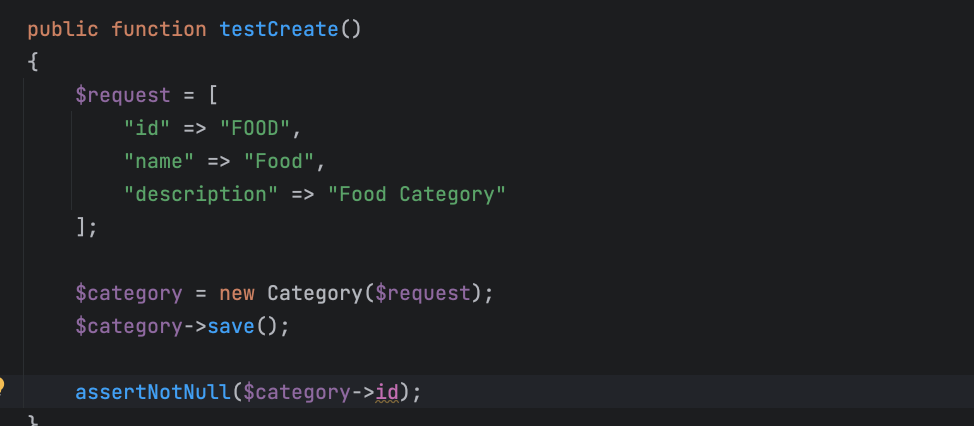 public function testCreate()
{
    $request = [
        "id" => "FOOD",
        "name" => "Food",
        "description" => "Food Category"
    ];

    $category = new Category($request);
    $category->save();

    assertNotNull($category->id);
}